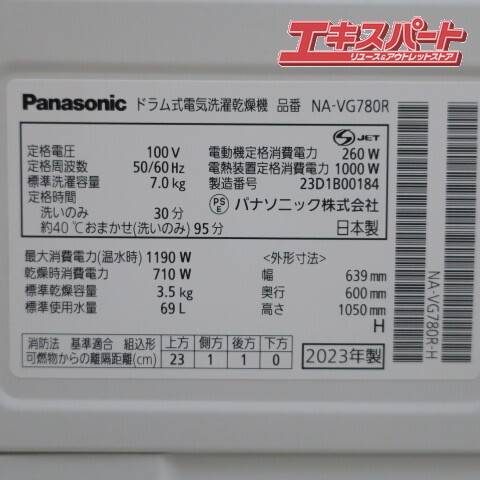 エキスパート
リユース&アウトレットストア
Panasonic ドラム式電気洗濯乾燥機 品番 NA-VG780R
定格電圧 100 V
定格周波数 50/60 Hz
標準洗濯容量 7.0 kg
定格時間
洗いのみ 30 分
約40℃おまかせ(洗いのみ) 95 分
S JET
電動機定格消費電力 260 W
電熱装置定格消費電力 1000 W
製造番号 23D1B00184
PS E パナソニック株式会社
日本製
最大消費電力(温水時) 1190 W
乾燥時消費電力 710 W
標準乾燥容量 3.5 kg
標準使用水量 69 L
<外形寸法>
幅 639 mm
奥行 600 mm
高さ 1050 mm
H
消防法 基準適合 組込形 上方 側方 後方 下方
可燃物からの離隔距離(cm) 23 1 1 0
2023年製
NA-VG780R-H